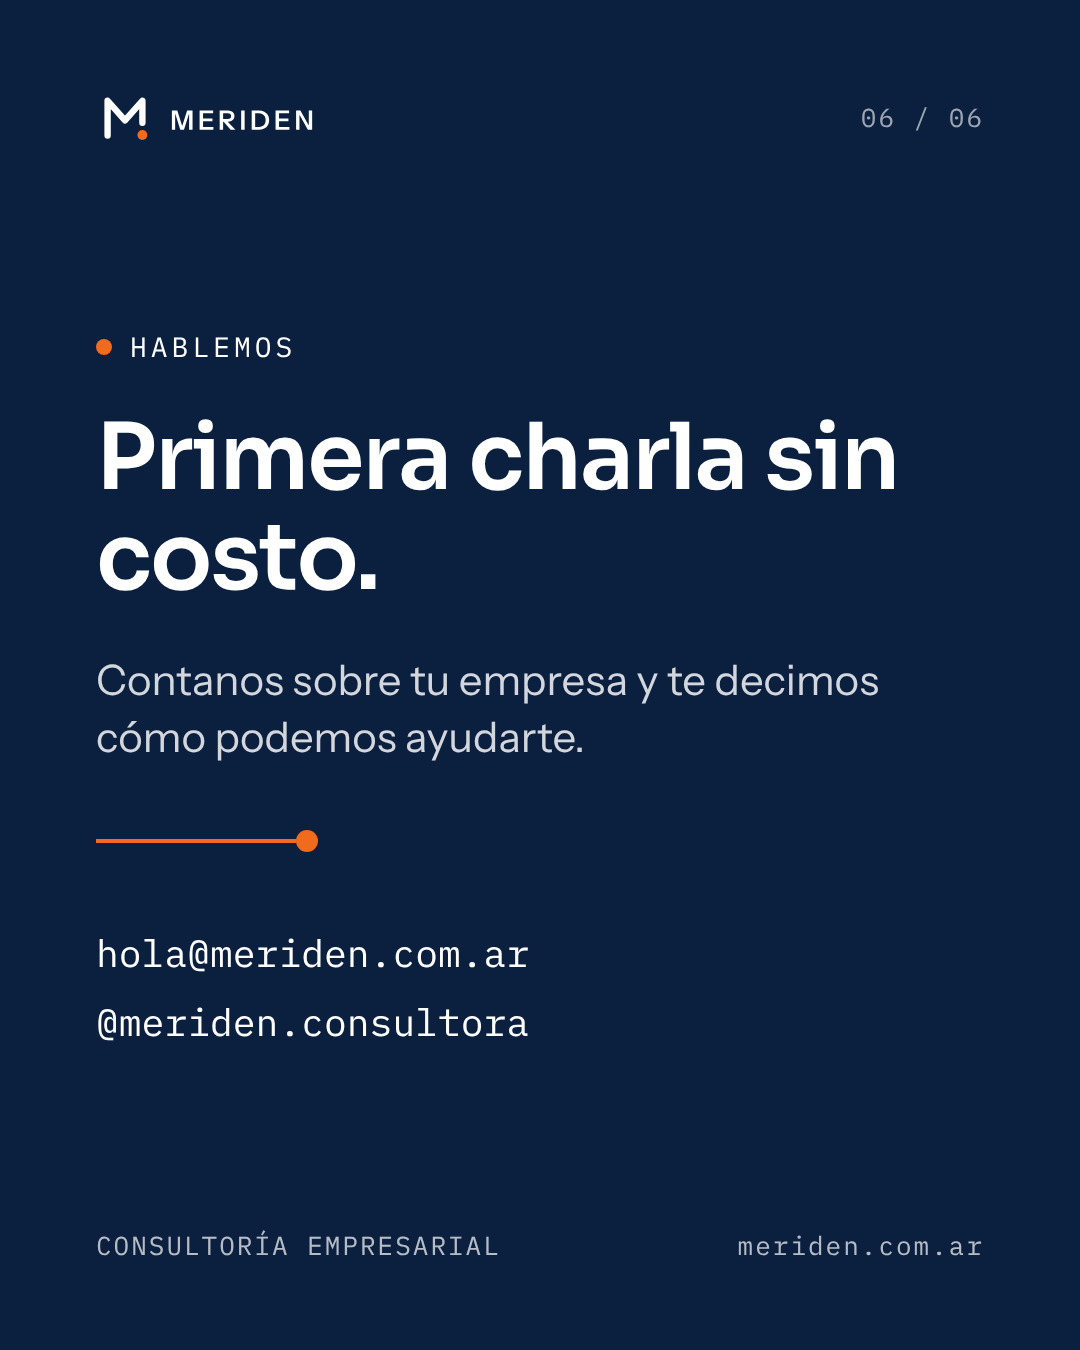 MERIDEN
06 / 06
HABLEMOS
Primera charla sin
costo.
Contanos sobre tu empresa y te decimos
cómo podemos ayudarte.
hola@meriden.com.ar
@meriden.consultora
CONSULTORÍA EMPRESARIAL
meriden.com.ar